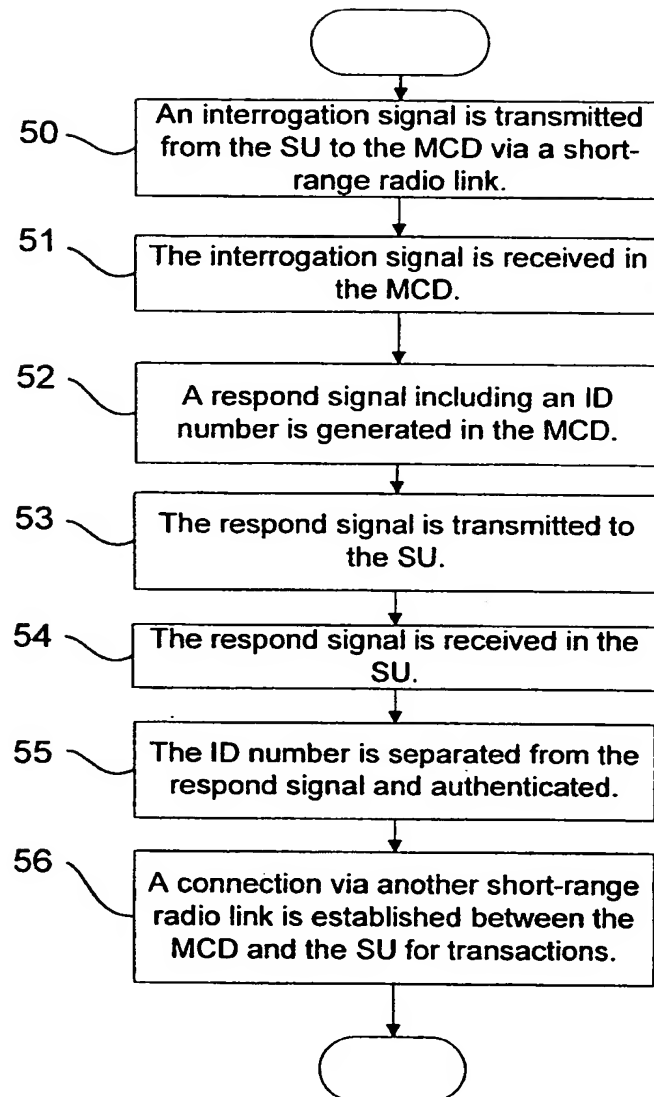 50
An interrogation signal is transmitted
from the SU to the MCD via a short-
range radio link.
51
The interrogation signal is received in
the MCD.
52
A respond signal including an ID
number is generated in the MCD.
53
The respond signal is transmitted to
the SU.
54
The respond signal is received in the
SU.
55
The ID number is separated from the
respond signal and authenticated.
56
A connection via another short-range
radio link is established between the
MCD and the SU for transactions.